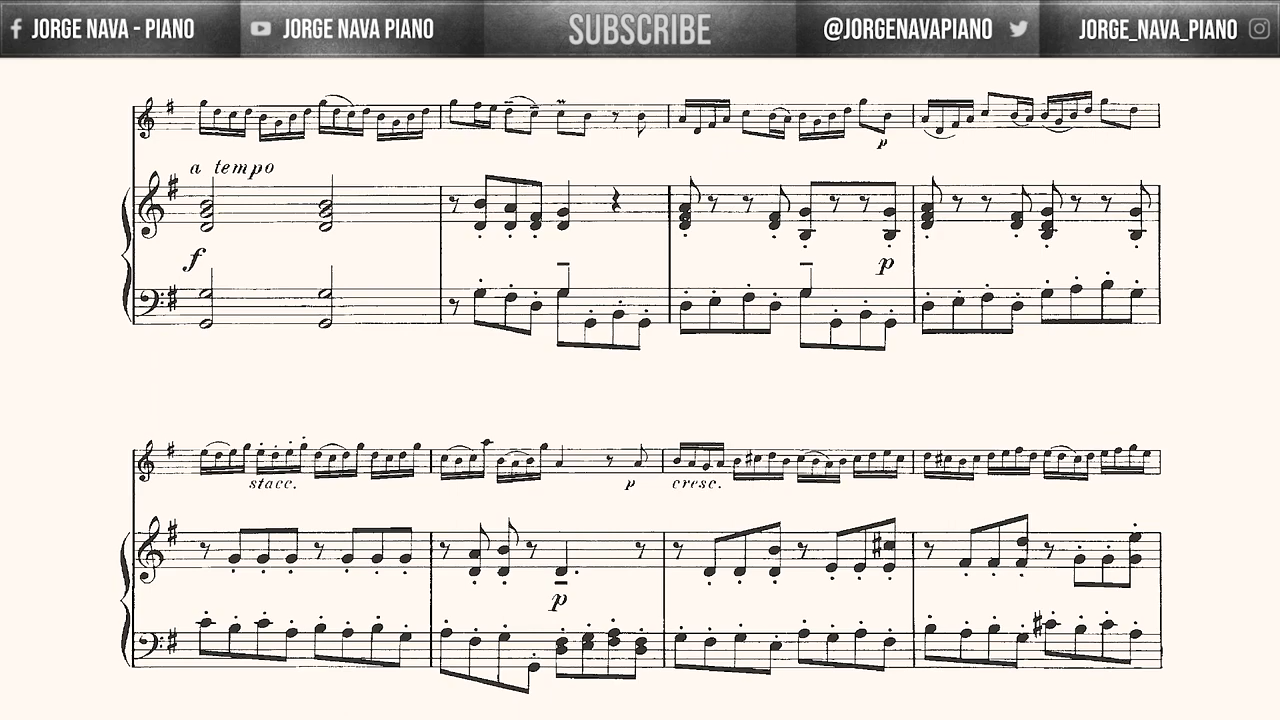 JORGE NAVA - PIANO
JORGE NAVA PIANO
SUBSCRIBE
@JORGENAVAPIANO
JORGE_NAVA_PIANO
p
a tempo
f
p
stacc.
p
cresc.
p